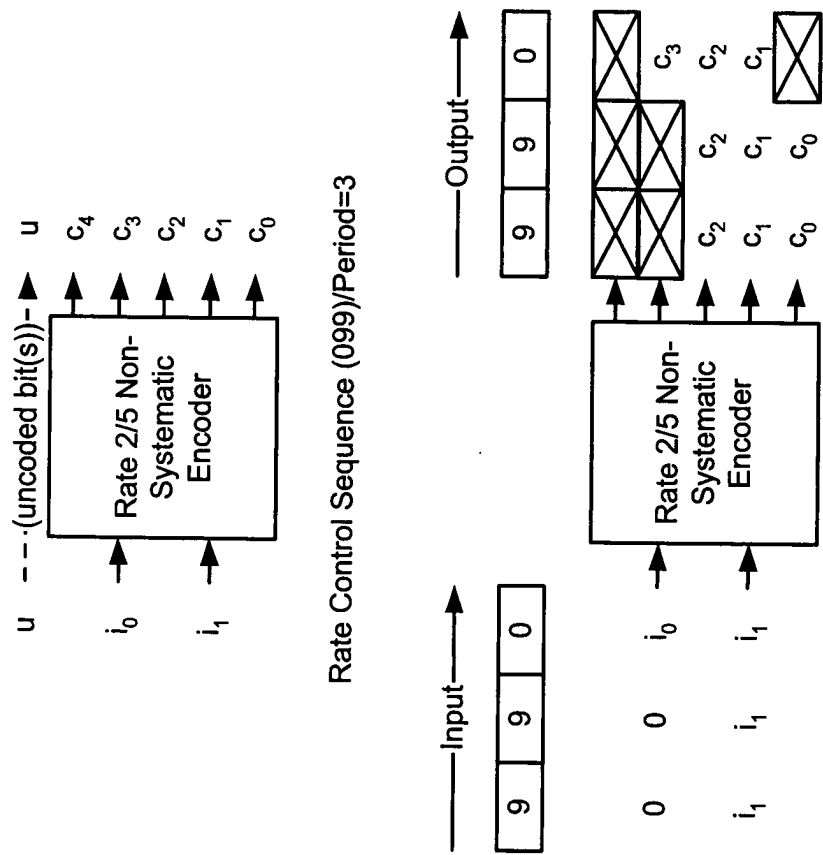 u (uncoded bit(s)) u
i0
i1
Rate 2/5 Non-
Systematic
Encoder
c4
c3
c2
c1
c0
Rate Control Sequence (099)/Period=3
Input
9 9 0
0 0 i0
i1 i1 i1
Rate 2/5 Non-
Systematic
Encoder
Output
9 9 0
c3
c2 c2 c2
c1 c1 c1
c0 c0